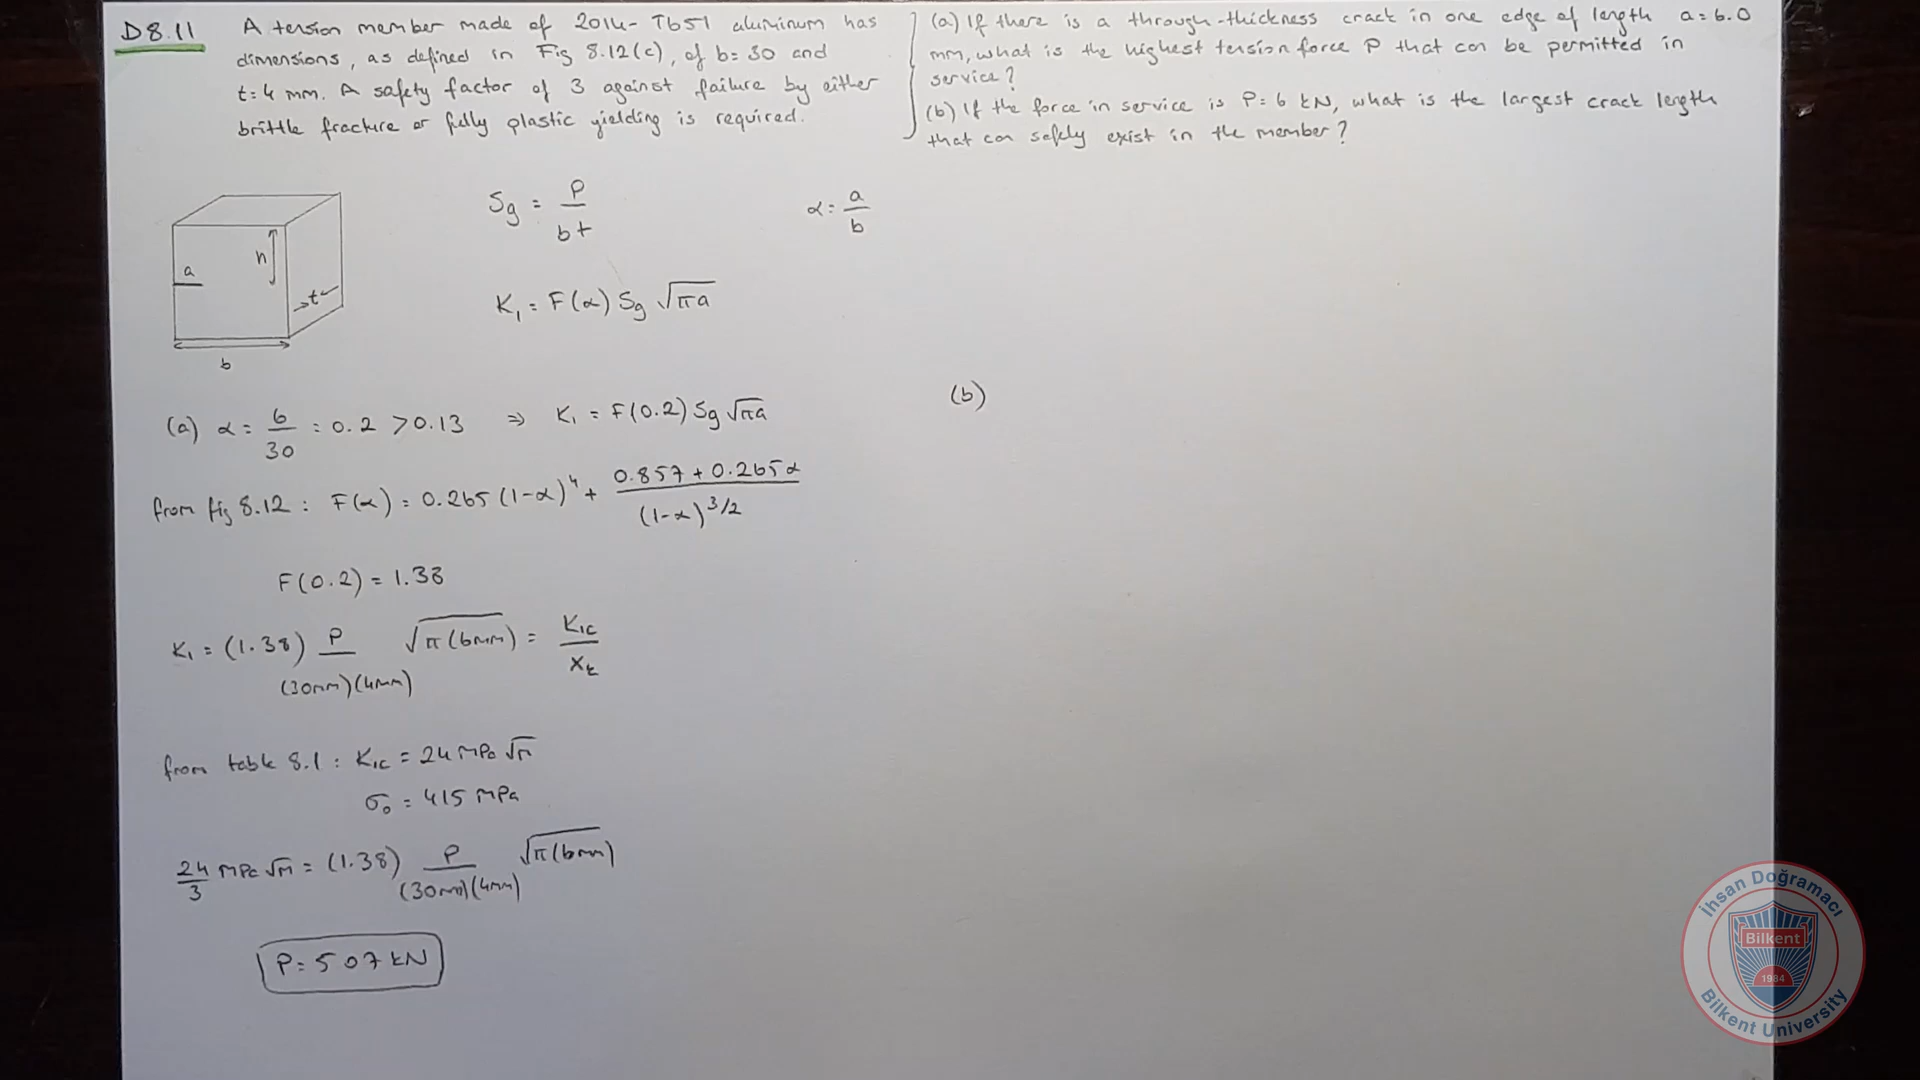 D8.11 A tension member made of 2014-T651 aluminum has
dimensions, as defined in Fig 8.12(c), of b=30 and
t=4 mm. A safety factor of 3 against failure by either
brittle fracture or fully plastic yielding is required.
(a) If there is a through-thickness crack in one edge of length a=6.0
mm, what is the highest tension force P that can be permitted in
service?
(b) If the force in service is P=6 kN, what is the largest crack length
that can safely exist in the member?
a
h
t
b
Sg = P / bt
α = a / b
K₁ = F(α) Sg √πa
(a) α = 6 / 30 = 0.2 > 0.13 ⇒ K₁ = F(0.2) Sg √πa
from fig 8.12 : F(α) = 0.265 (1-α)⁴ + 0.857 + 0.265α / (1-α)^3/2
F(0.2) = 1.38
K₁ = (1.38) P / (30mm)(4mm) √π(6mm) = K₁c / Xk
from table 8.1 : K₁c = 24 MPa √m
σ₀ = 415 MPa
24/3 MPa √m = (1.38) P / (30mm)(4mm) √π(6mm)
P = 507 kN
(b)
İhsan Doğramacı
Bilkent
1984
Bilkent University